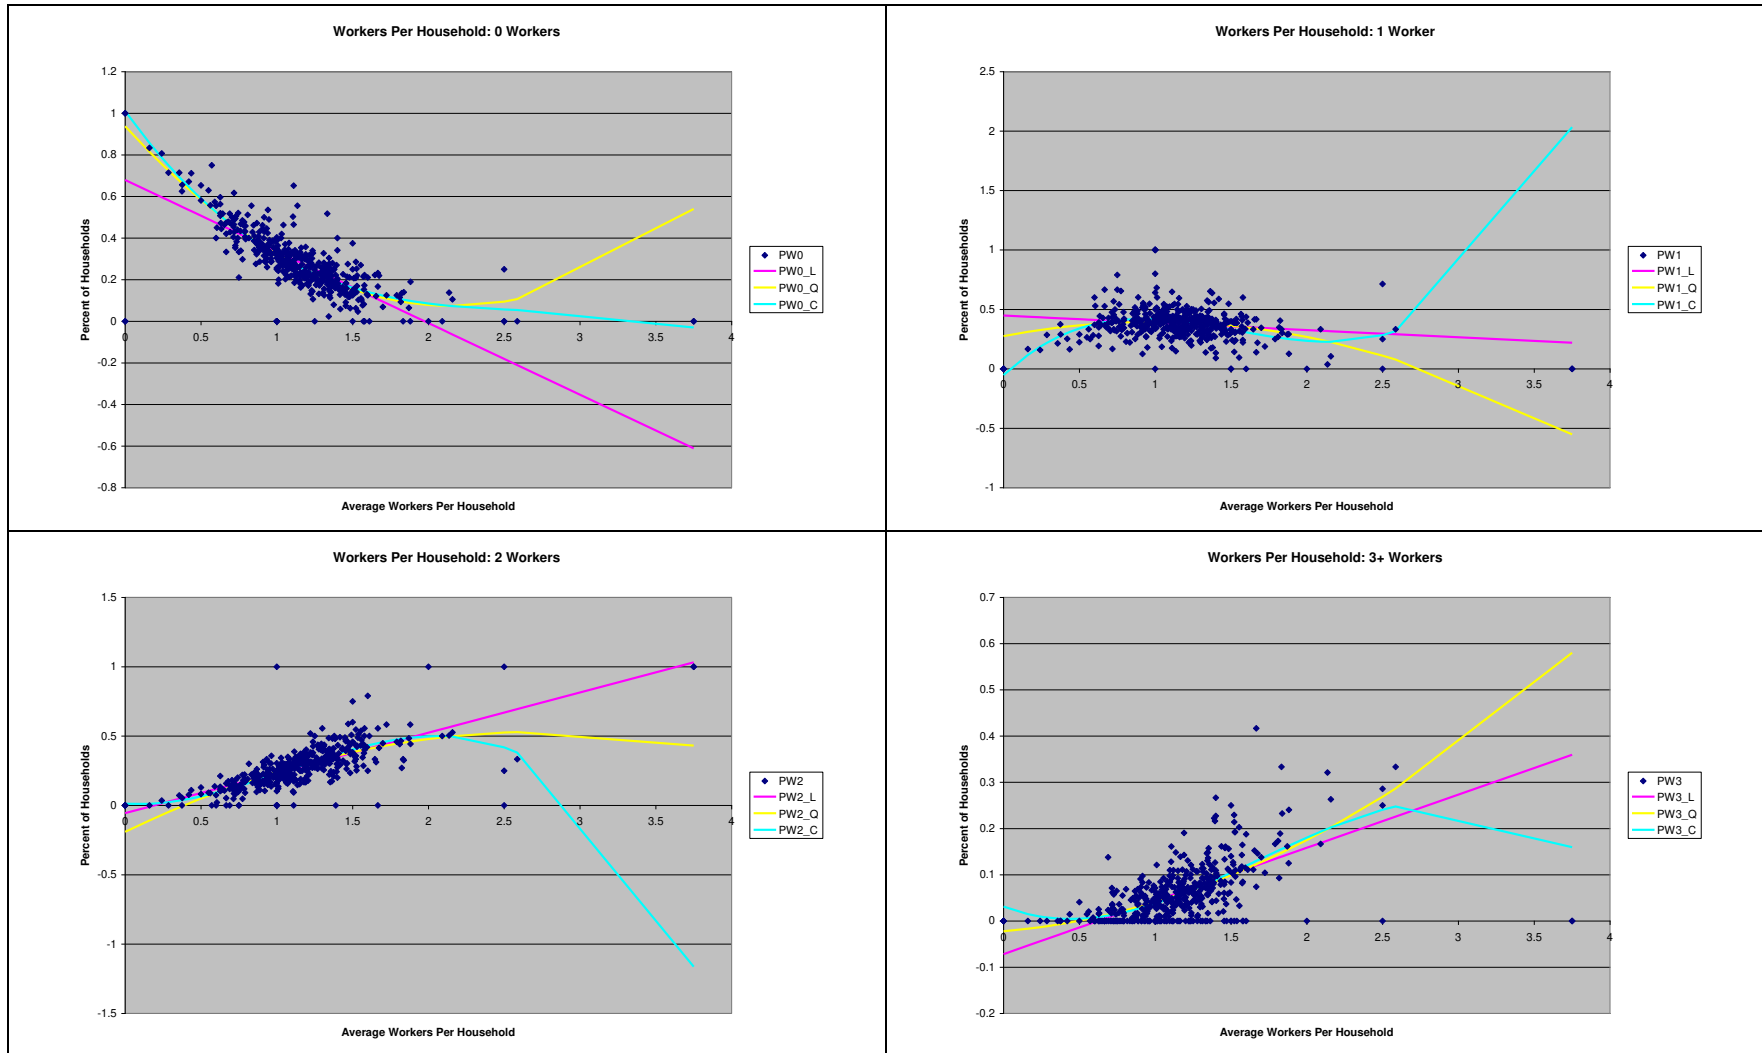 Workers Per Household: 0 Workers
1.2
1
0.8
0.6
0.4
0.2
0
-0.2
-0.4
-0.6
-0.8
0 0.5 1 1.5 2 2.5 3 3.5 4
Percent of Households
Average Workers Per Household
PW0
PW0_L
PW0_Q
PW0_C
Workers Per Household: 1 Worker
2.5
2
1.5
1
0.5
0
-0.5
-1
0 0.5 1 1.5 2 2.5 3 3.5 4
Percent of Households
Average Workers Per Household
PW1
PW1_L
PW1_Q
PW1_C
Workers Per Household: 2 Workers
1.5
1
0.5
0
-0.5
-1
-1.5
0 0.5 1 1.5 2 2.5 3 3.5 4
Percent of Households
Average Workers Per Household
PW2
PW2_L
PW2_Q
PW2_C
Workers Per Household: 3+ Workers
0.7
0.6
0.5
0.4
0.3
0.2
0.1
0
-0.1
-0.2
0 0.5 1 1.5 2 2.5 3 3.5 4
Percent of Households
Average Workers Per Household
PW3
PW3_L
PW3_Q
PW3_C